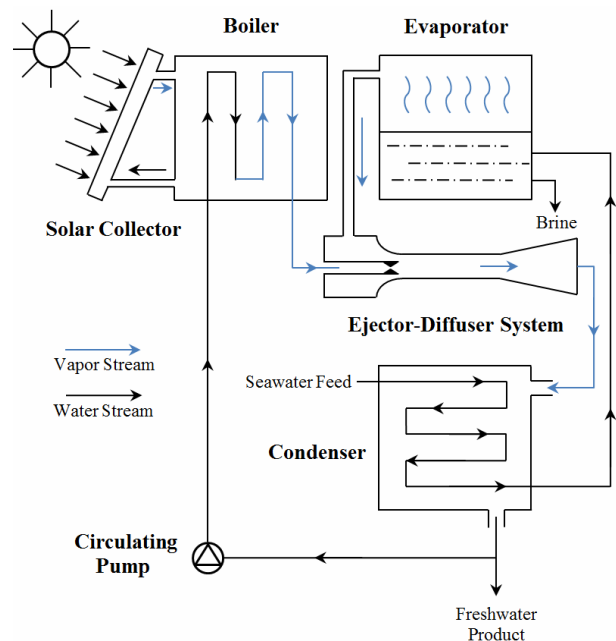 Boiler
Evaporator
Solar Collector
Brine
Ejector-Diffuser System
Vapor Stream
Water Stream
Seawater Feed
Condenser
Circulating
Pump
Freshwater
Product